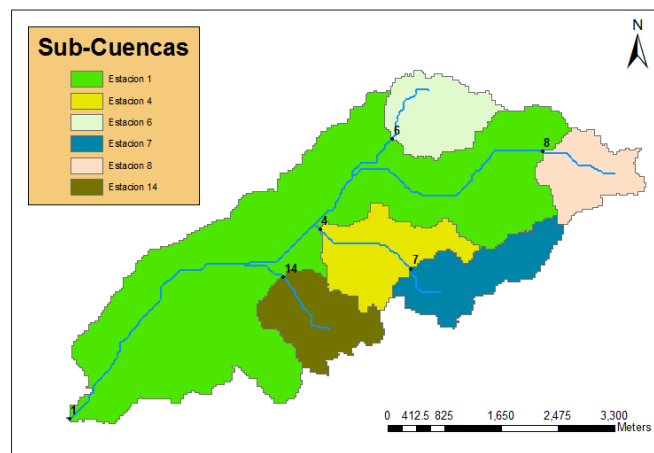 Sub-Cuencas
Estacion 1
Estacion 4
Estacion 6
Estacion 7
Estacion 8
Estacion 14
N
6
8
4
7
14
1
0 412.5 825 1,650 2,475 3,300
Meters